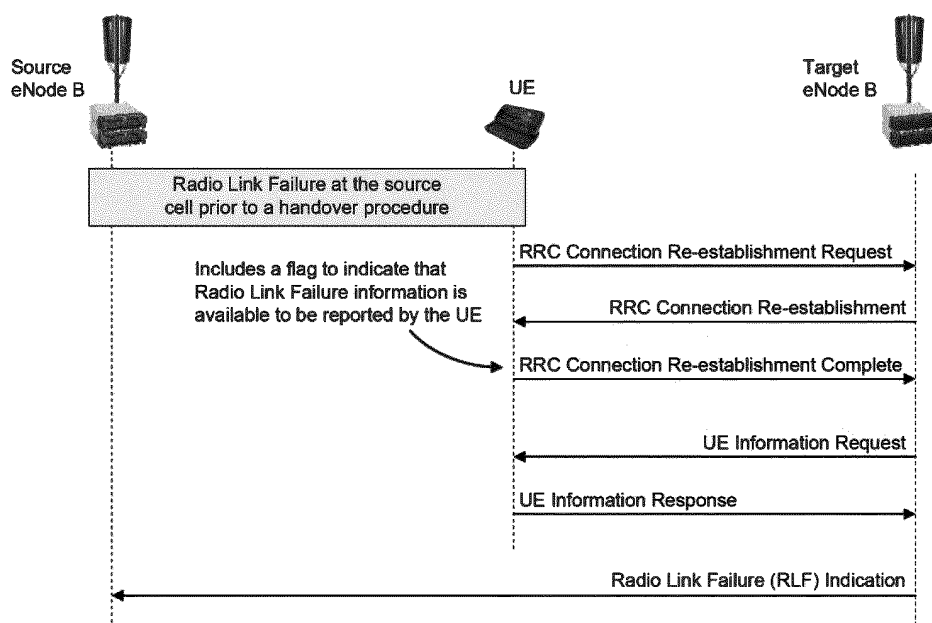 Source
eNode B
UE
Target
eNode B
Radio Link Failure at the source
cell prior to a handover procedure
RRC Connection Re-establishment Request
Includes a flag to indicate that
Radio Link Failure information is
available to be reported by the UE
RRC Connection Re-establishment
RRC Connection Re-establishment Complete
UE Information Request
UE Information Response
Radio Link Failure (RLF) Indication